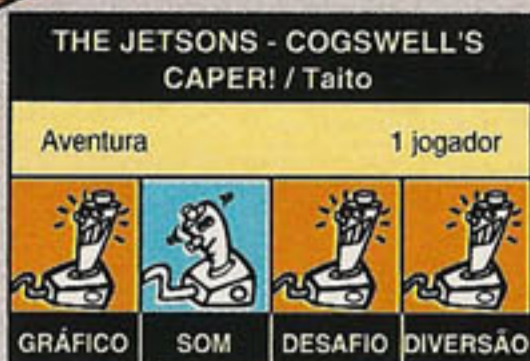 THE JETSONS - COGSWELL'S
CAPER! / Taito
Aventura 1 jogador
GRÁFICO SOM DESAFIO DIVERSÃO